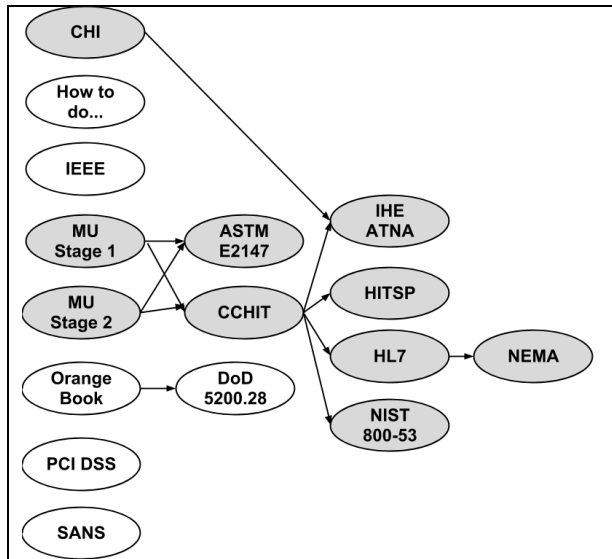 CHI
How to
do...
IEEE
MU
Stage 1
MU
Stage 2
Orange
Book
PCI DSS
SANS
ASTM
E2147
CCHIT
DoD
5200.28
IHE
ATNA
HITSP
HL7
NIST
800-53
NEMA